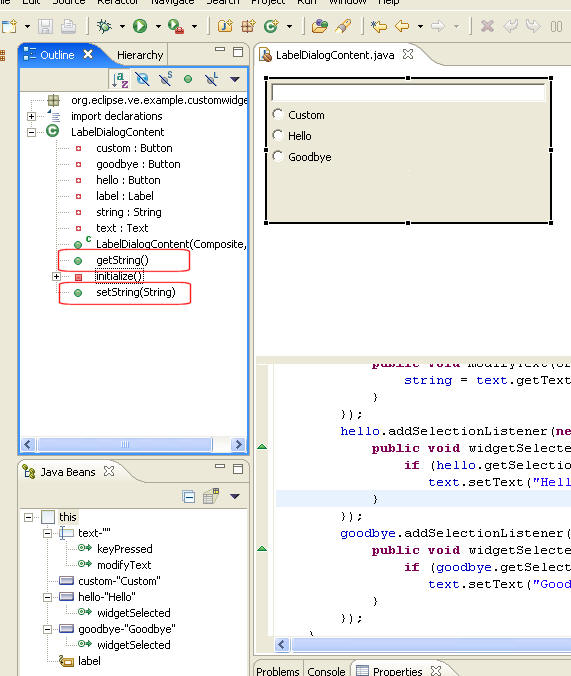 Refactor Navigate Search Project Run Window Help
Outline
Hierarchy
org.eclipse.ve.example.customwidge
import declarations
LabelDialogContent
custom : Button
goodbye : Button
hello : Button
label : Label
string : String
text : Text
LabelDialogContent(Composite,
getString()
initialize()
setString(String)
LabelDialogContent.java
Custom
Hello
Goodbye
public void modifyText(
string = text.getText
}
});
hello.addSelectionListener(ne
public void widgetSelecte
if (hello.getSelection
text.setText("Hell
}
});
goodbye.addSelectionListener(
public void widgetSelecte
if (goodbye.getSelect
text.setText("Good
}
});
}
Java Beans
this
text-""
keyPressed
modifyText
custom-"Custom"
hello-"Hello"
widgetSelected
goodbye-"Goodbye"
widgetSelected
label
Problems
Console
Properties